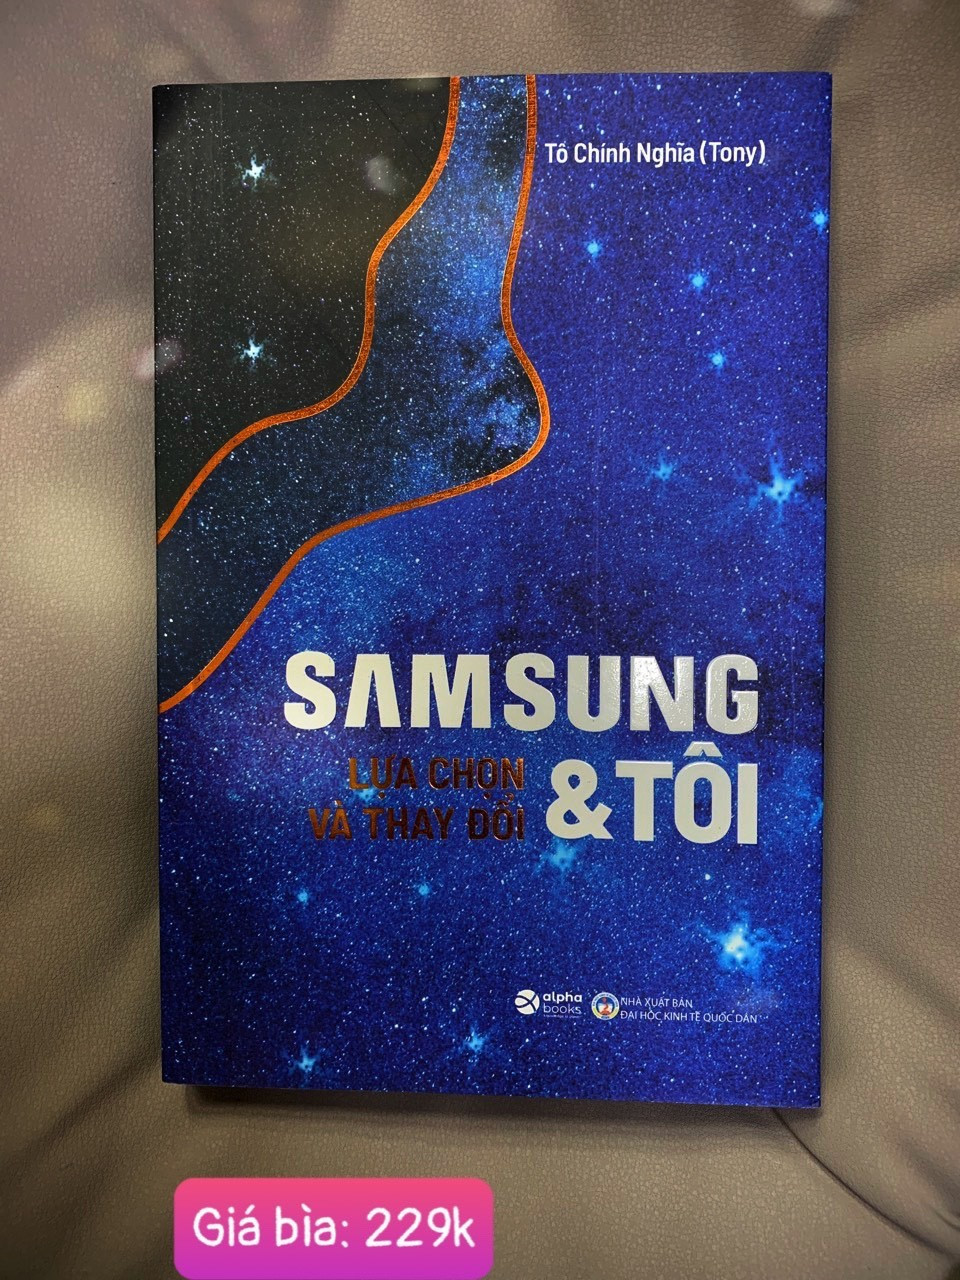 Tô Chính Nghĩa (Tony)
SAMSUNG
LỰA CHỌN
VÀ THAY ĐỔI
&TÔI
alpha
books
NHÀ XUẤT BẢN
ĐẠI HỌC KINH TẾ QUỐC DÂN
Giá bìa: 229k